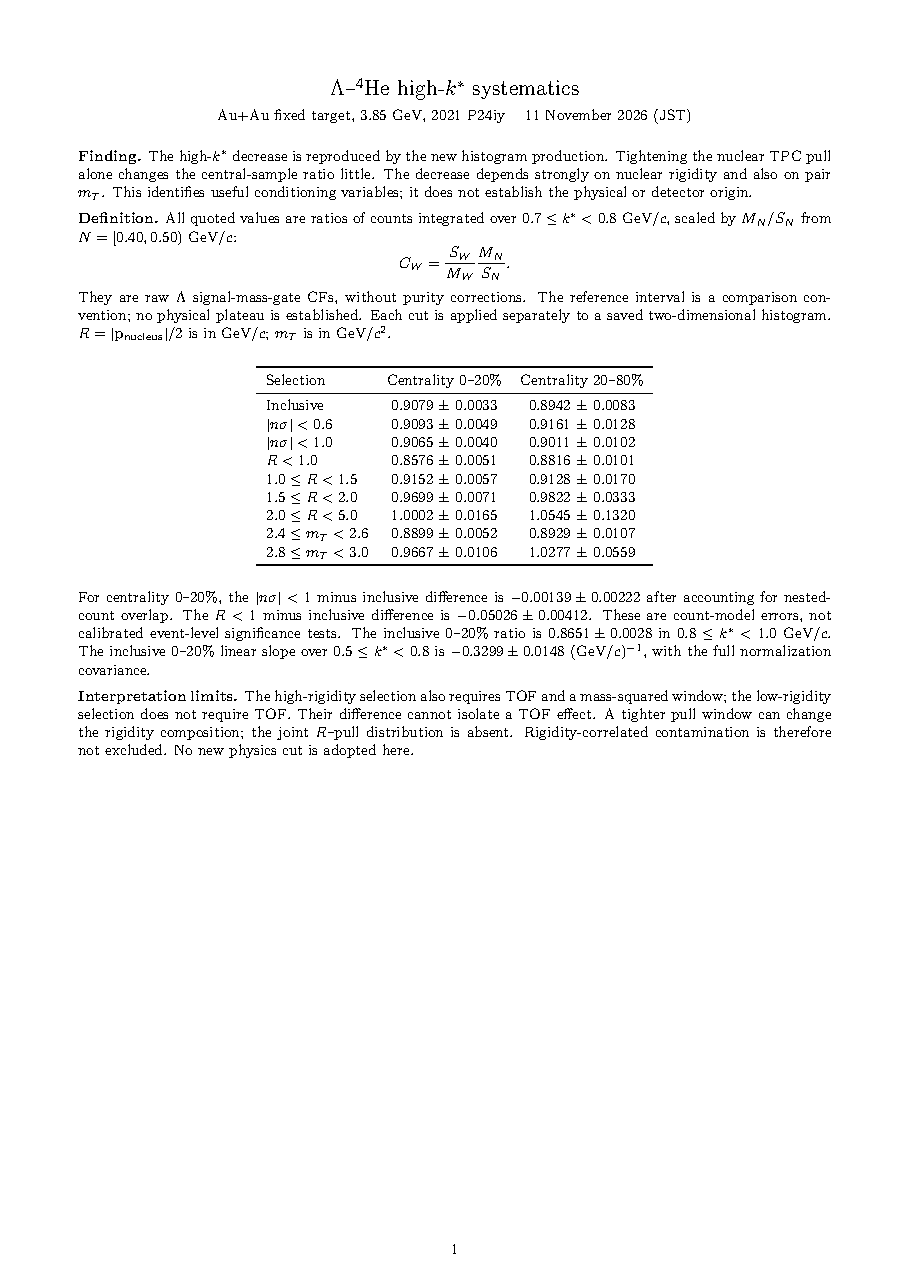 Λ–⁴He high-k* systematics
Au+Au fixed target, 3.85 GeV, 2021 P24iy 11 November 2026 (JST)
Finding. The high-k* decrease is reproduced by the new histogram production. Tightening the nuclear TPC pull
alone changes the central-sample ratio little. The decrease depends strongly on nuclear rigidity and also on pair
m_T. This identifies useful conditioning variables; it does not establish the physical or detector origin.
Definition. All quoted values are ratios of counts integrated over 0.7 ≤ k* < 0.8 GeV/c, scaled by M_N/S_N from
N = [0.40, 0.50) GeV/c:
C_W = S_W/M_W M_N/S_N.
They are raw Λ signal-mass-gate CFs, without purity corrections. The reference interval is a comparison con-
vention; no physical plateau is established. Each cut is applied separately to a saved two-dimensional histogram.
R = |p_nucleus|/2 is in GeV/c; m_T is in GeV/c².
Selection Centrality 0–20% Centrality 20–80%
Inclusive 0.9079 ± 0.0033 0.8942 ± 0.0083
|nσ| < 0.6 0.9093 ± 0.0049 0.9161 ± 0.0128
|nσ| < 1.0 0.9065 ± 0.0040 0.9011 ± 0.0102
R < 1.0 0.8576 ± 0.0051 0.8816 ± 0.0101
1.0 ≤ R < 1.5 0.9152 ± 0.0057 0.9128 ± 0.0170
1.5 ≤ R < 2.0 0.9699 ± 0.0071 0.9822 ± 0.0333
2.0 ≤ R < 5.0 1.0002 ± 0.0165 1.0545 ± 0.1320
2.4 ≤ m_T < 2.6 0.8899 ± 0.0052 0.8929 ± 0.0107
2.8 ≤ m_T < 3.0 0.9667 ± 0.0106 1.0277 ± 0.0559
For centrality 0–20%, the |nσ| < 1 minus inclusive difference is −0.00139 ± 0.00222 after accounting for nested-
count overlap. The R < 1 minus inclusive difference is −0.05026 ± 0.00412. These are count-model errors, not
calibrated event-level significance tests. The inclusive 0–20% ratio is 0.8651 ± 0.0028 in 0.8 ≤ k* < 1.0 GeV/c.
The inclusive 0–20% linear slope over 0.5 ≤ k* < 0.8 is −0.3299 ± 0.0148 (GeV/c)⁻¹, with the full normalization
covariance.
Interpretation limits. The high-rigidity selection also requires TOF and a mass-squared window; the low-rigidity
selection does not require TOF. Their difference cannot isolate a TOF effect. A tighter pull window can change
the rigidity composition; the joint R–pull distribution is absent. Rigidity-correlated contamination is therefore
not excluded. No new physics cut is adopted here.
1